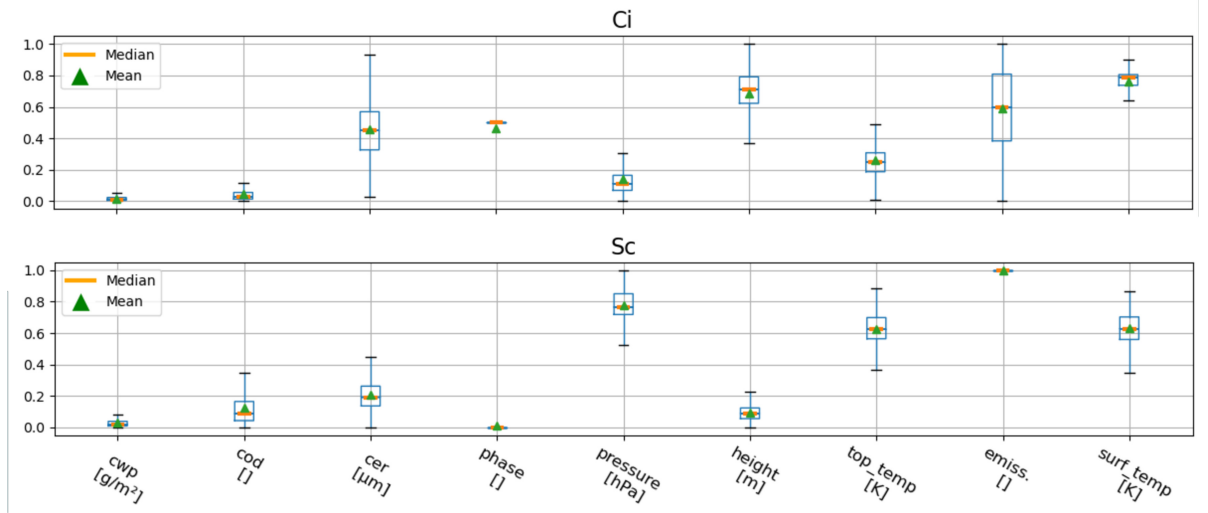 Ci
1.0
Median
Mean
0.8
0.6
0.4
0.2
0.0
Sc
1.0
Median
Mean
0.8
0.6
0.4
0.2
0.0
cwp
[g/m²]
cod
[]
cer
[µm]
phase
[]
pressure
[hPa]
height
[m]
top_temp
[K]
emiss.
[]
surf_temp
[K]